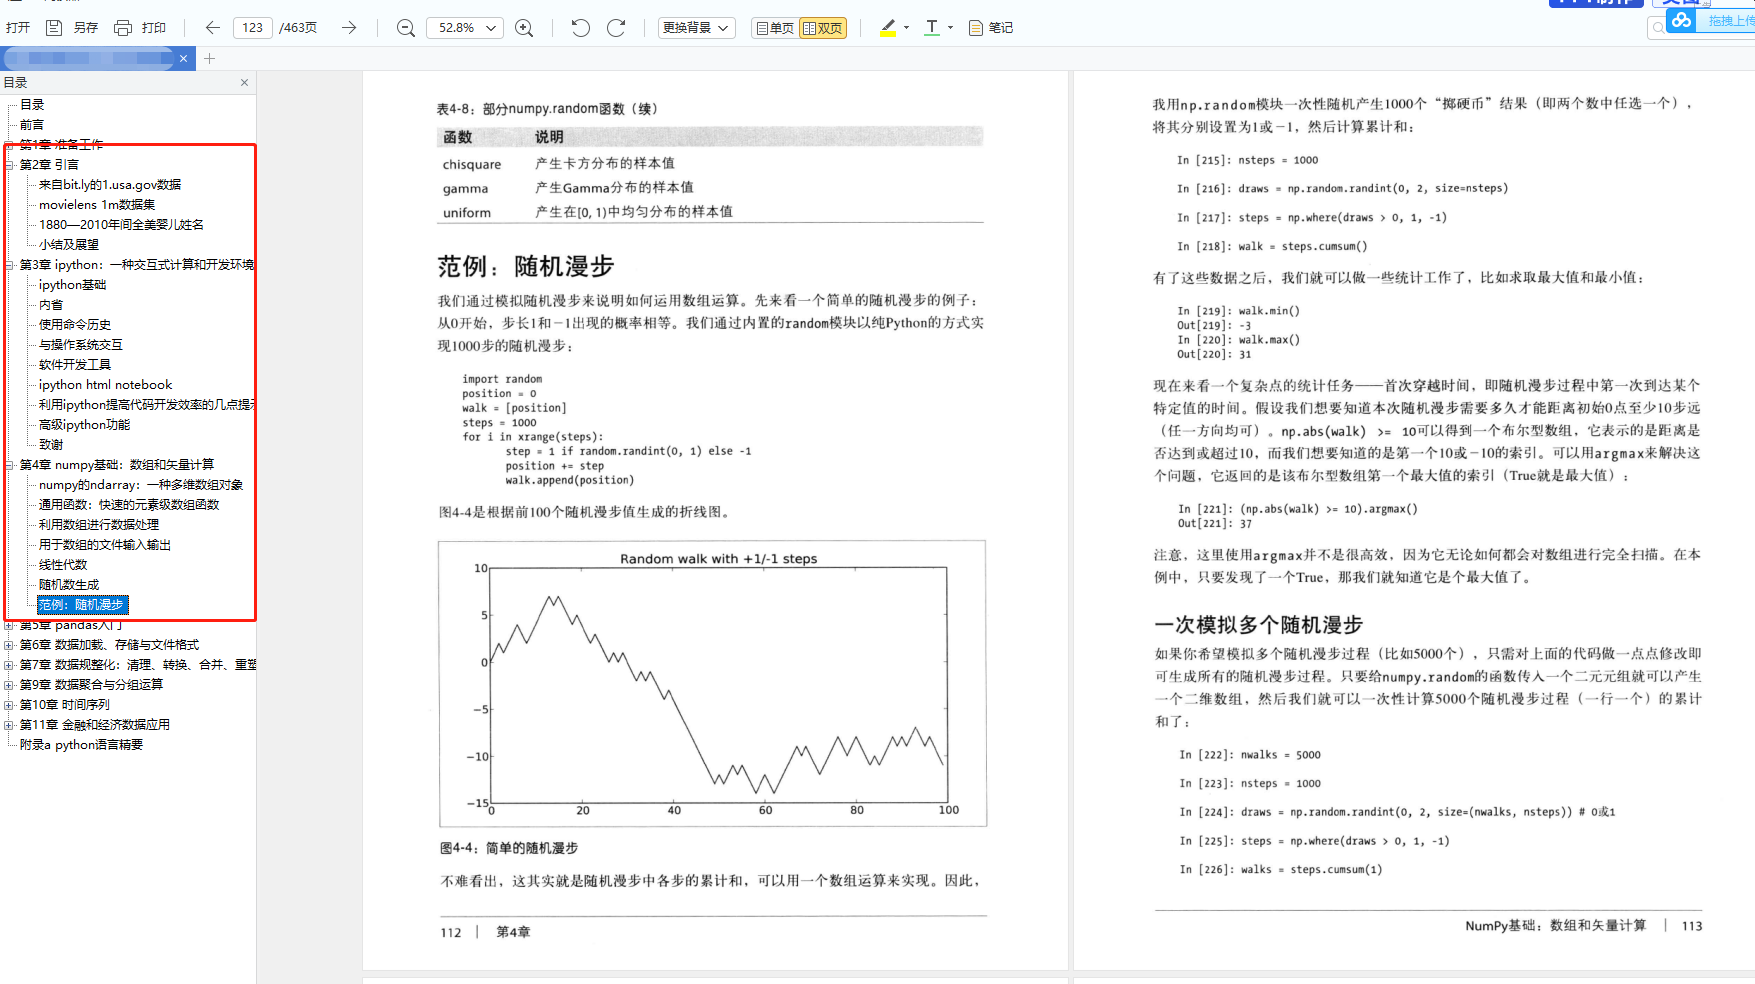 打开 另存 打印 123 /463页 52.8% 更换背景 单页 双页 T 笔记 拖拽上传
目录
目录
前言
第1章 准备工作
第2章 引言
来自bit.ly的1.usa.gov数据
movielens 1m数据集
1880—2010年间全美婴儿姓名
小结及展望
第3章 ipython：一种交互式计算和开发环境
ipython基础
内省
使用命令历史
与操作系统交互
软件开发工具
ipython html notebook
利用ipython提高代码开发效率的几点提示
高级ipython功能
致谢
第4章 numpy基础：数组和矢量计算
numpy的ndarray：一种多维数组对象
通用函数：快速的元素级数组函数
利用数组进行数据处理
用于数组的文件输入输出
线性代数
随机数生成
范例：随机漫步
第5章 pandas入门
第6章 数据加载、存储与文件格式
第7章 数据规整化：清理、转换、合并、重塑
第9章 数据聚合与分组运算
第10章 时间序列
第11章 金融和经济数据应用
附录a python语言精要
表4-8：部分numpy.random函数（续）
函数 说明
chisquare 产生卡方分布的样本值
gamma 产生Gamma分布的样本值
uniform 产生在[0, 1)中均匀分布的样本值
范例：随机漫步
我们通过模拟随机漫步来说明如何运用数组运算。先来看一个简单的随机漫步的例子：
从0开始，步长1和－1出现的概率相等。我们通过内置的random模块以纯Python的方式实
现1000步的随机漫步：
import random
position = 0
walk = [position]
steps = 1000
for i in xrange(steps):
step = 1 if random.randint(0, 1) else -1
position += step
walk.append(position)
图4-4是根据前100个随机漫步值生成的折线图。
Random walk with +1/-1 steps
10
5
0
−5
−10
−15
0 20 40 60 80 100
图4-4：简单的随机漫步
不难看出，这其实就是随机漫步中各步的累计和，可以用一个数组运算来实现。因此，
112 | 第4章
我用np.random模块一次性随机产生1000个“掷硬币”结果（即两个数中任选一个），
将其分别设置为1或－1，然后计算累计和：
In [215]: nsteps = 1000
In [216]: draws = np.random.randint(0, 2, size=nsteps)
In [217]: steps = np.where(draws > 0, 1, -1)
In [218]: walk = steps.cumsum()
有了这些数据之后，我们就可以做一些统计工作了，比如求取最大值和最小值：
In [219]: walk.min()
Out[219]: -3
In [220]: walk.max()
Out[220]: 31
现在来看一个复杂点的统计任务——首次穿越时间，即随机漫步过程中第一次到达某个
特定值的时间。假设我们想要知道本次随机漫步需要多久才能距离初始0点至少10步远
（任一方向均可）。np.abs(walk) >= 10可以得到一个布尔型数组，它表示的是距离是
否达到或超过10，而我们想要知道的是第一个10或－10的索引。可以用argmax来解决这
个问题，它返回的是该布尔型数组第一个最大值的索引（True就是最大值）：
In [221]: (np.abs(walk) >= 10).argmax()
Out[221]: 37
注意，这里使用argmax并不是很高效，因为它无论如何都会对数组进行完全扫描。在本
例中，只要发现了一个True，那我们就知道它是个最大值了。
一次模拟多个随机漫步
如果你希望模拟多个随机漫步过程（比如5000个），只需对上面的代码做一点点修改即
可生成所有的随机漫步过程。只要给numpy.random的函数传入一个二元元组就可以产生
一个二维数组，然后我们就可以一次性计算5000个随机漫步过程（一行一个）的累计
和了：
In [222]: nwalks = 5000
In [223]: nsteps = 1000
In [224]: draws = np.random.randint(0, 2, size=(nwalks, nsteps)) # 0或1
In [225]: steps = np.where(draws > 0, 1, -1)
In [226]: walks = steps.cumsum(1)
NumPy基础：数组和矢量计算 | 113